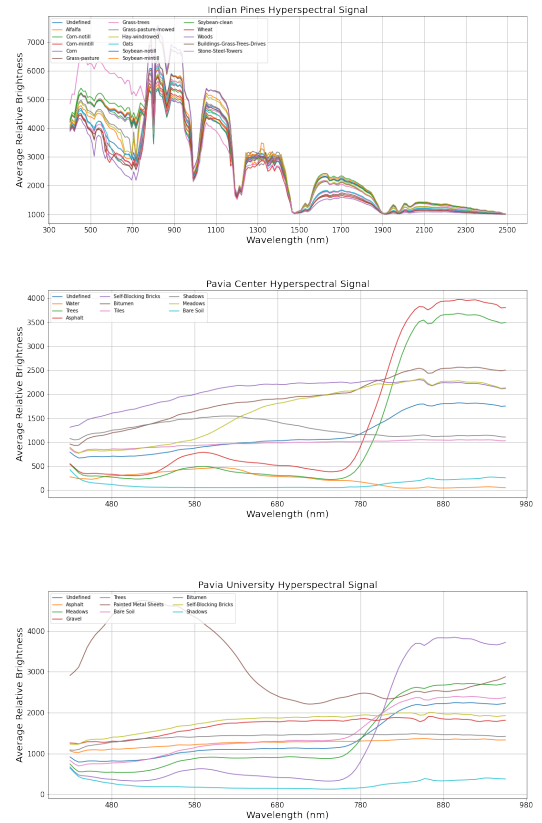 Indian Pines Hyperspectral Signal
Undefined
Alfalfa
Corn-notill
Corn-mintill
Corn
Grass-pasture
Grass-trees
Grass-pasture-mowed
Hay-windrowed
Oats
Soybean-notill
Soybean-mintill
Soybean-clean
Wheat
Woods
Buildings-Grass-Trees-Drives
Stone-Steel-Towers
Average Relative Brightness
7000
6000
5000
4000
3000
2000
1000
300 500 700 900 1100 1300 1500 1700 1900 2100 2300 2500
Wavelength (nm)
Pavia Center Hyperspectral Signal
Undefined
Water
Trees
Asphalt
Self-Blocking Bricks
Bitumen
Tiles
Shadows
Meadows
Bare Soil
Average Relative Brightness
4000
3500
3000
2500
2000
1500
1000
500
0
480 580 680 780 880 980
Wavelength (nm)
Pavia University Hyperspectral Signal
Undefined
Asphalt
Meadows
Gravel
Trees
Painted Metal Sheets
Bare Soil
Bitumen
Self-Blocking Bricks
Shadows
Average Relative Brightness
4000
3000
2000
1000
0
480 580 680 780 880 980
Wavelength (nm)